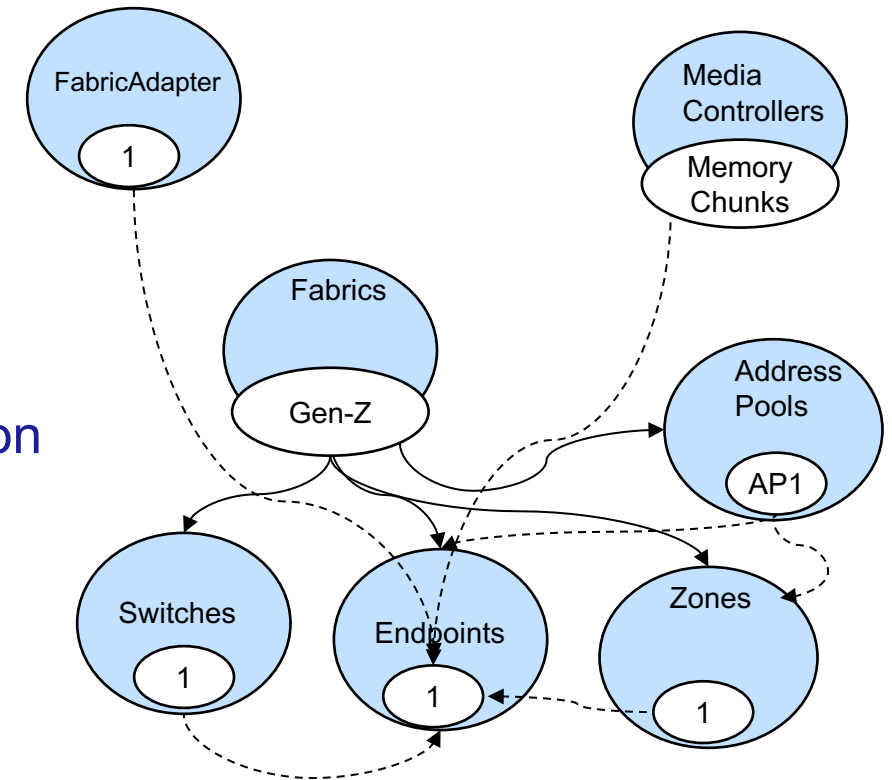 FabricAdapter
1
Media
Controllers
Memory
Chunks
Fabrics
Gen-Z
Address
Pools
AP1
on
Switches
1
Endpoints
1
Zones
1